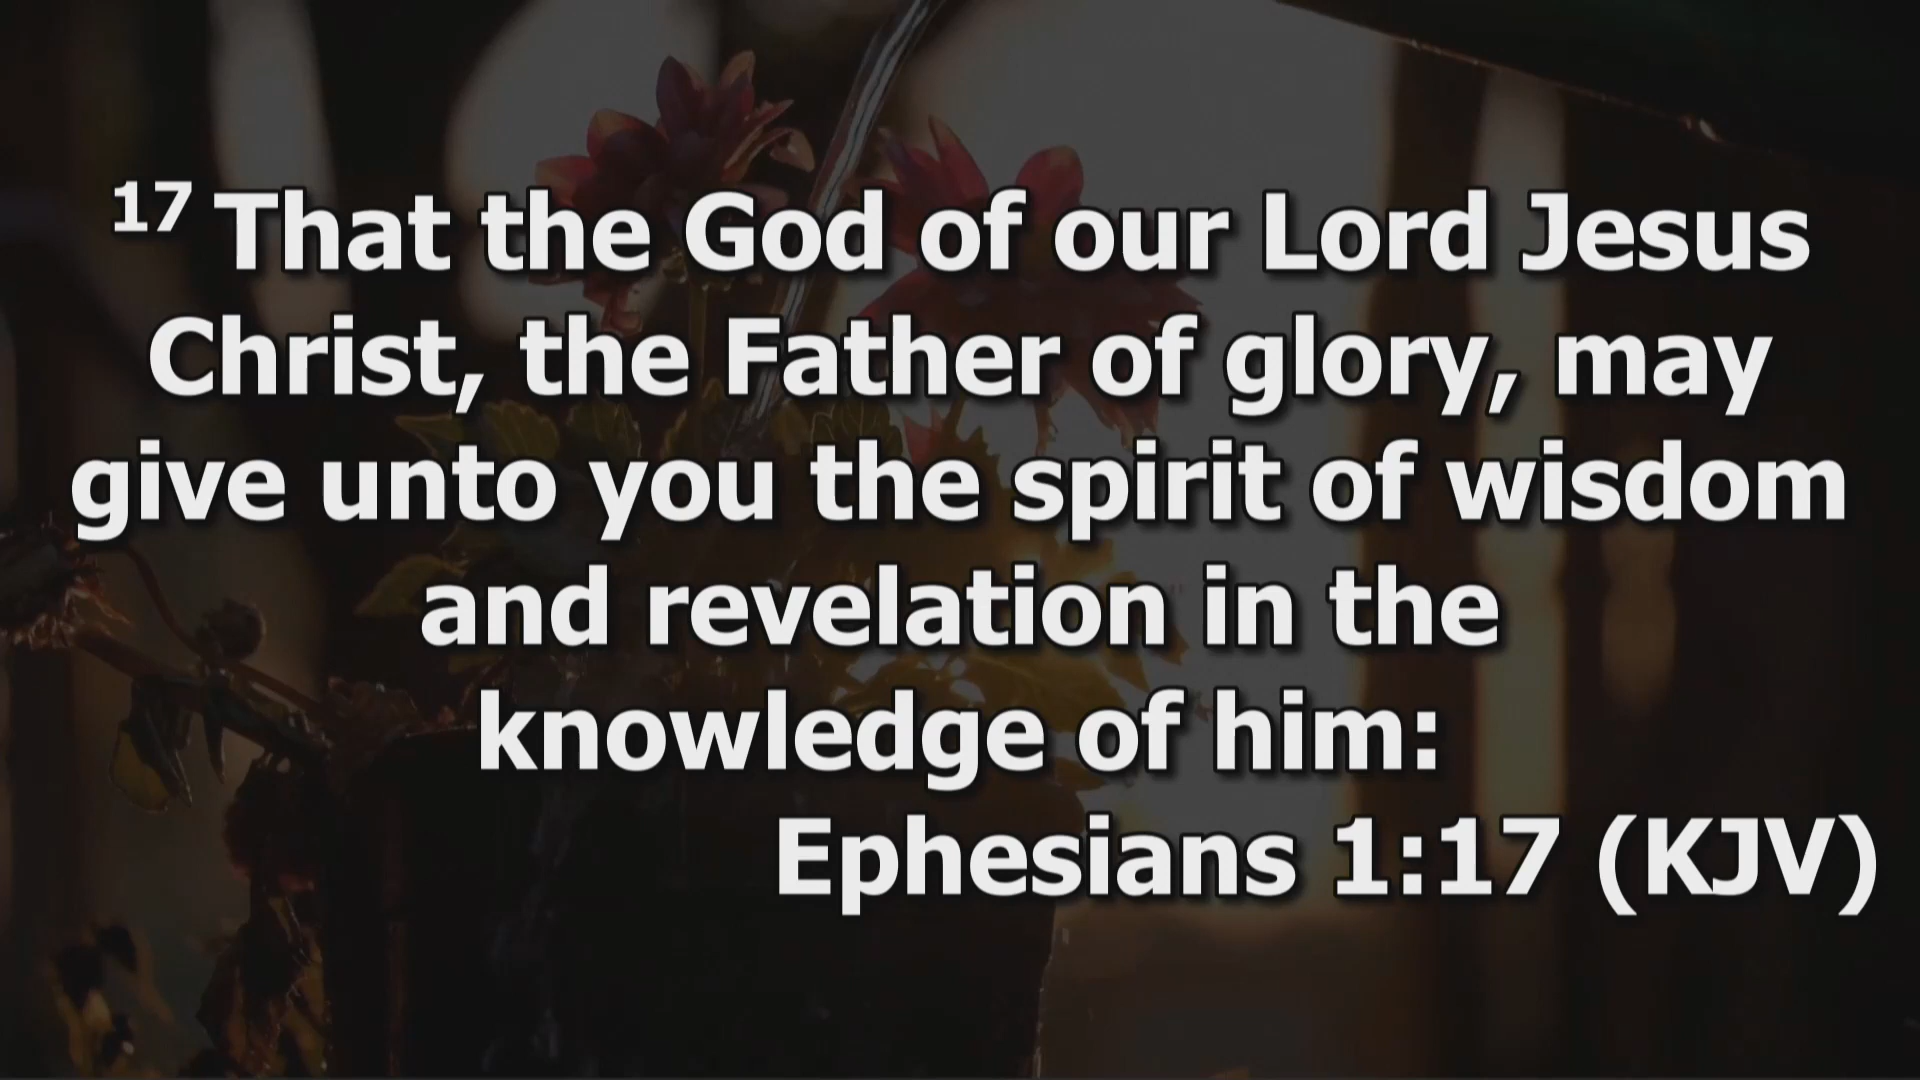 17 That the God of our Lord Jesus
Christ, the Father of glory, may
give unto you the spirit of wisdom
and revelation in the
knowledge of him:
Ephesians 1:17 (KJV)